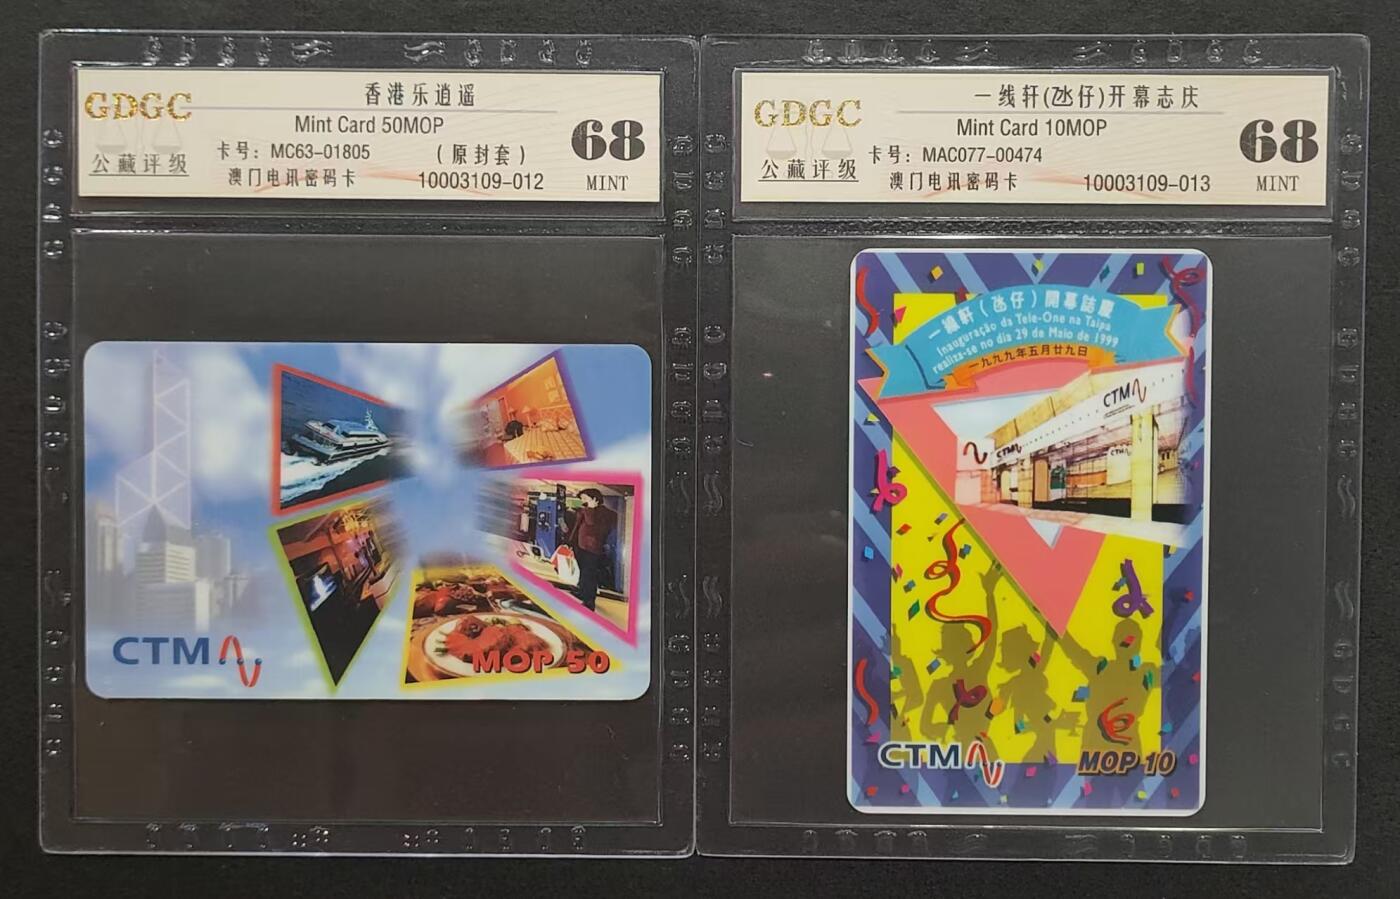 GDGC
公藏评级
香港乐逍遥
Mint Card 50MOP
卡号：MC63-01805 （原封套）
澳门电讯密码卡 10003109-012
68
MINT
CTM
MOP 50
GDGC
公藏评级
一线轩(氹仔)开幕志庆
Mint Card 10MOP
卡号：MAC077-00474
澳门电讯密码卡 10003109-013
68
MINT
一線軒（氹仔）開幕誌慶
Inauguração da Tele-One na Taipa
realiza-se no dia 29 de Maio de 1999
一九九九年五月廿九日
CTM
CTM
CTM
CTM
MOP 10